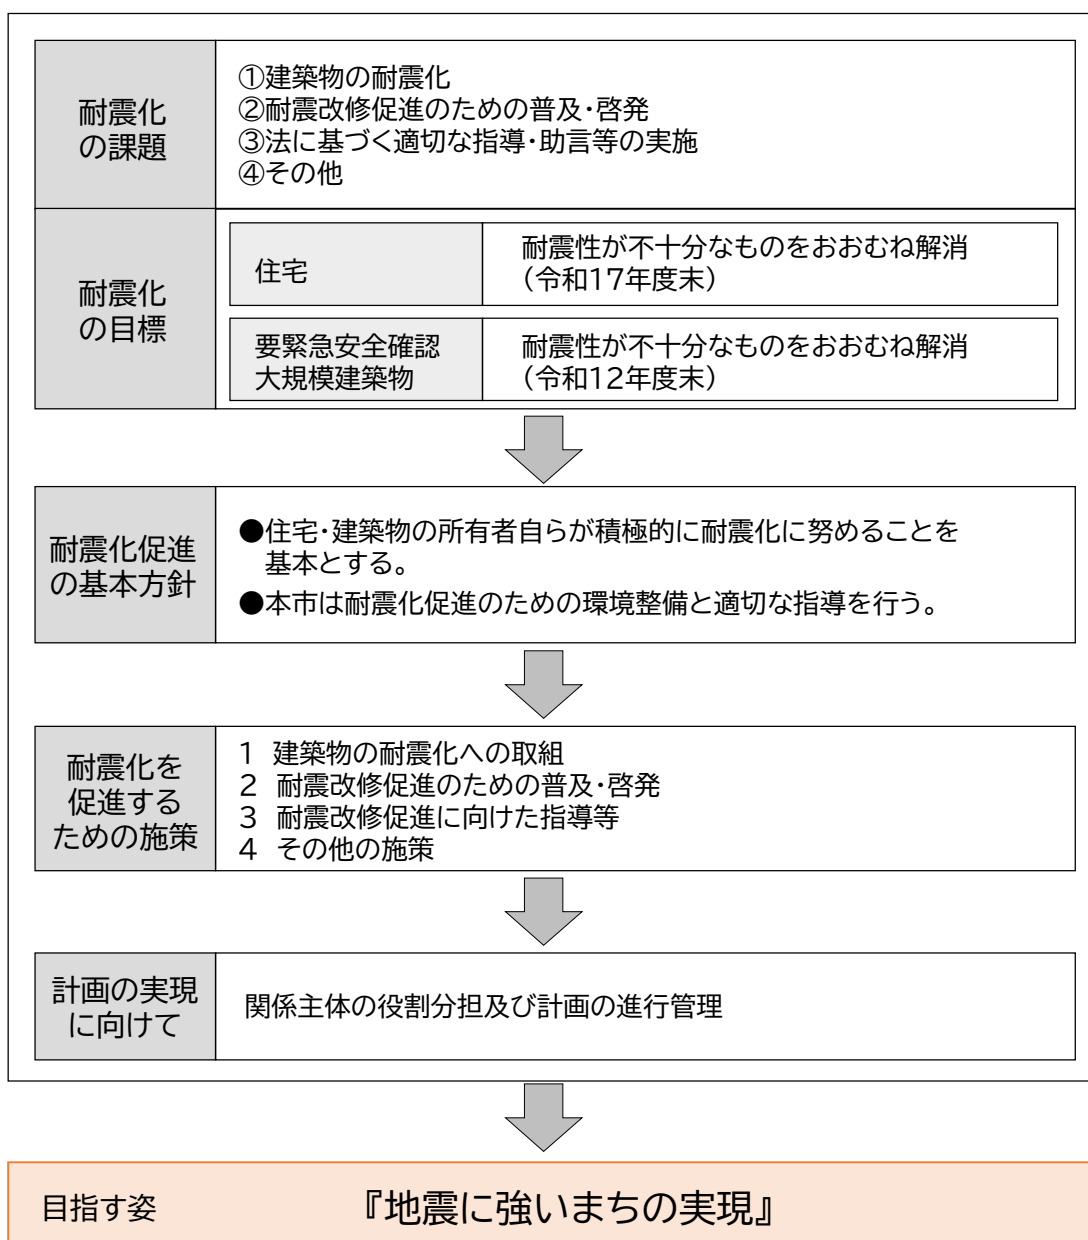 耐震化
の課題
①建築物の耐震化
②耐震改修促進のための普及・啓発
③法に基づく適切な指導・助言等の実施
④その他
耐震化
の目標
住宅
耐震性が不十分なものをおおむね解消
（令和17年度末）
要緊急安全確認
大規模建築物
耐震性が不十分なものをおおむね解消
（令和12年度末）
耐震化促進
の基本方針
●住宅・建築物の所有者自らが積極的に耐震化に努めることを
基本とする。
●本市は耐震化促進のための環境整備と適切な指導を行う。
耐震化を
促進する
ための施策
1 建築物の耐震化への取組
2 耐震改修促進のための普及・啓発
3 耐震改修促進に向けた指導等
4 その他の施策
計画の実現
に向けて
関係主体の役割分担及び計画の進行管理
目指す姿
『地震に強いまちの実現』